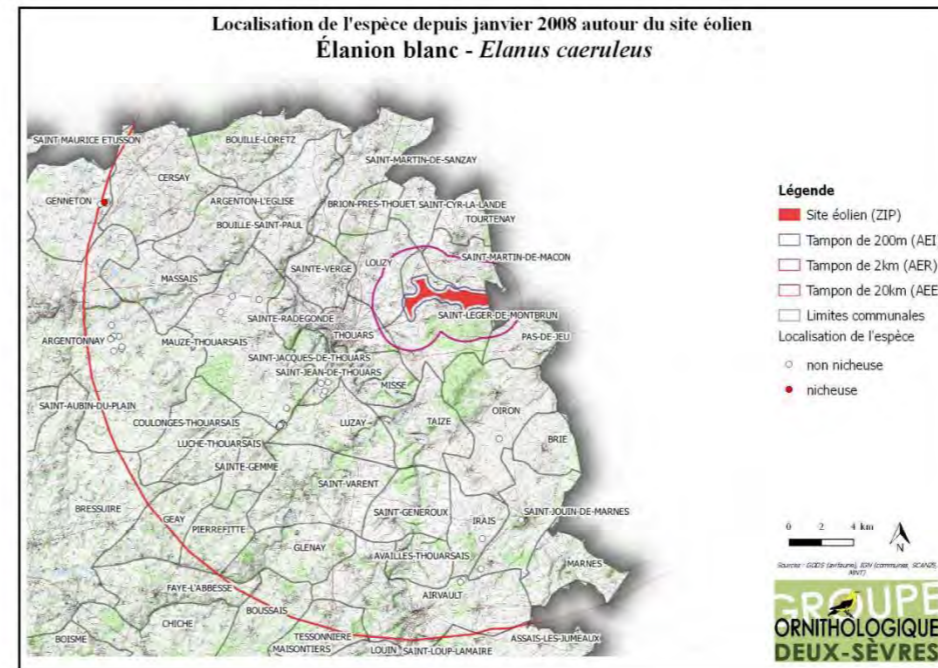 Localisation de l'espèce depuis janvier 2008 autour du site éolien
Élanion blanc - Elanus caeruleus
SAINT-MAURICE ETUSSON
BOUILLE-LORETZ
SAINT-MARTIN-DE-SANZAY
CERSAY
GENNETON
ARGENTON-L'EGLISE
BRION-PRES-THOUET
SAINT-CYR-LA-LANDE
BOUILLE-SAINT-PAUL
TOURTENAY
SAINT-MARTIN-DE-MACON
LOUZY
SAINTE-VERGE
MASSAIS
SAINTE-RADEGONDE
SAINT-LEGER-DE-MONTBRUN
THOUARS
PAS-DE-JEU
ARGENTONNAY
MAUZE-THOUARSAIS
SAINT-JACQUES-DE-THOUARS
SAINT-JEAN-DE-THOUARS
MISSE
SAINT-AUBIN-DU-PLAIN
OIRON
COULONGES-THOUARSAIS
LUZAY
TAIZE
LUCHE-THOUARSAIS
BRIE
SAINTE-GEMME
SAINT-VARENT
BRESSUIRE
SAINT-GENEROUX
SAINT-JOUIN-DE-MARNES
GEAY
IRAIS
PIERREFITTE
GLENAY
AVAILLES-THOUARSAIS
MARNES
FAYE-L'ABBESSE
AIRVAULT
BOUSSAIS
CHICHE
TESSONNIERE
ASSAIS-LES-JUMEAUX
BOISME
MAISONTIERS
LOUIN
SAINT-LOUP-LAMAIRE
Légende
Site éolien (ZIP)
Tampon de 200m (AEI
Tampon de 2km (AER)
Tampon de 20km (AEE
Limites communales
Localisation de l'espèce
non nicheuse
nicheuse
0 2 4 km
N
GROUPE
ORNITHOLOGIQUE
DEUX-SÈVRES